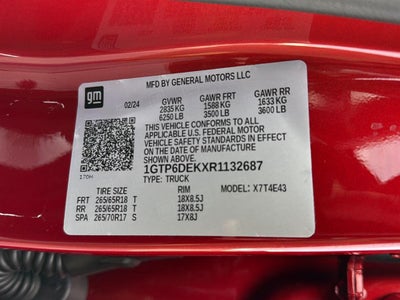 gm
MFD BY GENERAL MOTORS LLC
02/24 GVWR GAWR FRT GAWR RR
2835 KG 1588 KG 1633 KG
6250 LB 3500 LB 3600 LB
THIS VEHICLE CONFORMS TO ALL
APPLICABLE U.S. FEDERAL MOTOR
VEHICLE SAFETY STANDARDS IN EFFECT
ON THE DATE OF MANUFACTURE
SHOWN ABOVE.
1GTP6DEKXR1132687
170H TYPE: TRUCK MODEL: X7T4E43
TIRE SIZE RIM
FRT 265/65R18 T 18X8.5J
RR 265/65R18 T 18X8.5J
SPA 265/70R17 S 17X8J